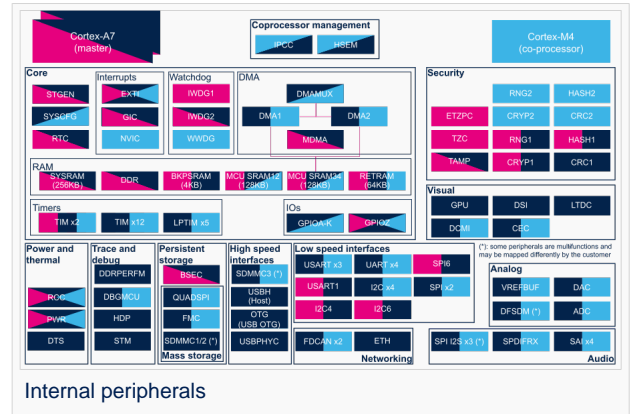 Cortex-A7
(master)
Coprocessor management
IPCC
HSEM
Cortex-M4
(co-processor)
Core
STGEN
SYSCFG
RTC
Interrupts
EXTI
GIC
NVIC
Watchdog
IWDG1
IWDG2
WWDG
DMA
DMAMUX
DMA1
DMA2
MDMA
Security
RNG2
HASH2
ETZPC
CRYP2
CRC2
TZC
RNG1
HASH1
TAMP
CRYP1
CRC1
RAM
SYSRAM
(256KB)
DDR
BKPSRAM
(4KB)
MCU SRAM12
(128KB)
MCU SRAM34
(128KB)
RETRAM
(64KB)
Timers
TIM x2
TIM x12
LPTIM x5
IOs
GPIOA-K
GPIOZ
Visual
GPU
DSI
LTDC
DCMI
CEC
(*): some peripherals are multifunctions and
may be mapped differently by the customer
Power and
thermal
RCC
PWR
DTS
Trace and
debug
DDRPERFM
DBGMCU
HDP
STM
Persistent
storage
BSEC
QUADSPI
FMC
SDMMC1/2 (*)
Mass storage
High speed
interfaces
SDMMC3 (*)
USBH
(Host)
OTG
(USB OTG)
USBPHYC
Low speed interfaces
USART x3
UART x4
SPI6
USART1
I2C x4
SPI x2
I2C4
I2C6
FDCAN x2
ETH
Networking
Analog
VREFBUF
DAC
DFSDM (*)
ADC
SPI I2S x3 (*)
SPDIFRX
SAI x4
Audio
Internal peripherals